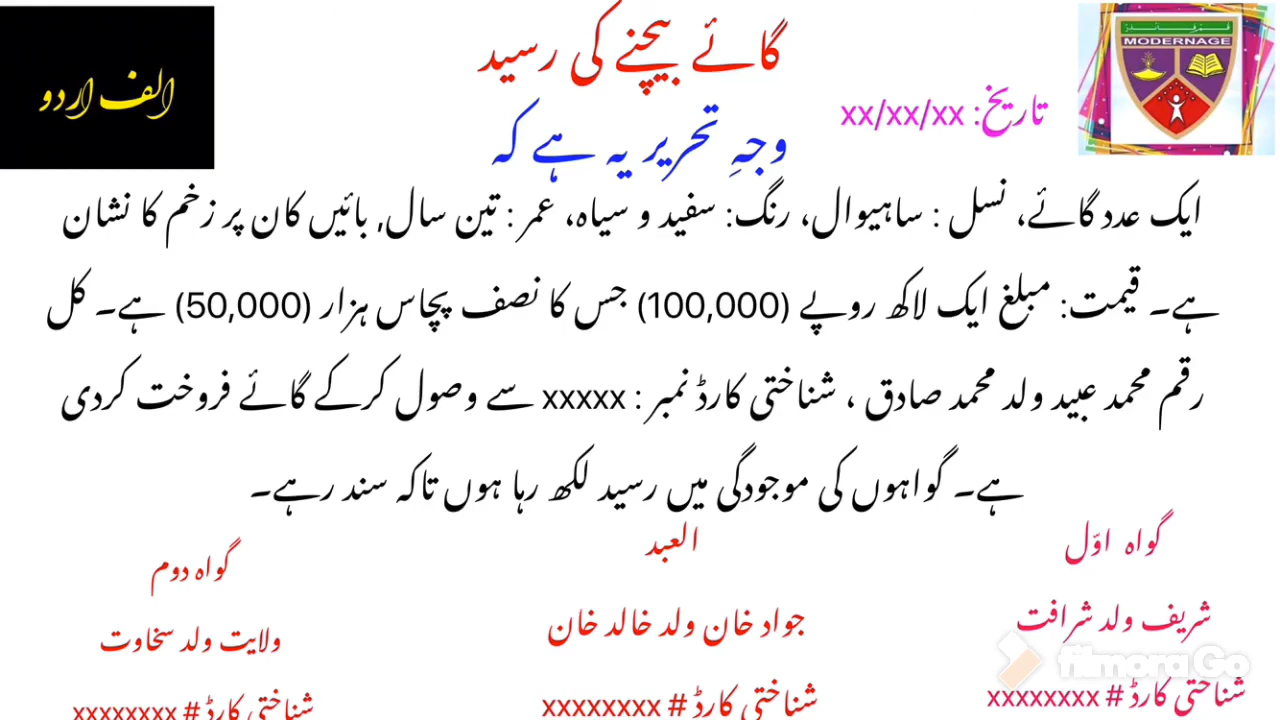 گائے بیچنے کی رسید
الف اردو
MODERNAGE
تاریخ: xx/xx/xx
وجہِ تحریر یہ ہے کہ
ایک عدد گائے، نسل : ساہیوال، رنگ: سفید و سیاہ، عمر : تین سال, بائیں کان پر زخم کا نشان
ہے۔ قیمت: مبلغ ایک لاکھ روپے (100,000) جس کا نصف پچاس ہزار (50,000) ہے۔ کل
رقم محمد عبید ولد محمد صادق ، شناختی کارڈ نمبر : xxxxx سے وصول کرکے گائے فروخت کردی
ہے۔ گواہوں کی موجودگی میں رسید لکھ رہا ہوں تاکہ سند رہے۔
گواہ اوّل
شریف ولد شرافت
شناختی کارڈ # xxxxxxxx
العبد
جواد خان ولد خالد خان
شناختی کارڈ # xxxxxxxx
گواہ دوم
ولایت ولد سخاوت
شناختی کارڈ # xxxxxxxx
filmora Go